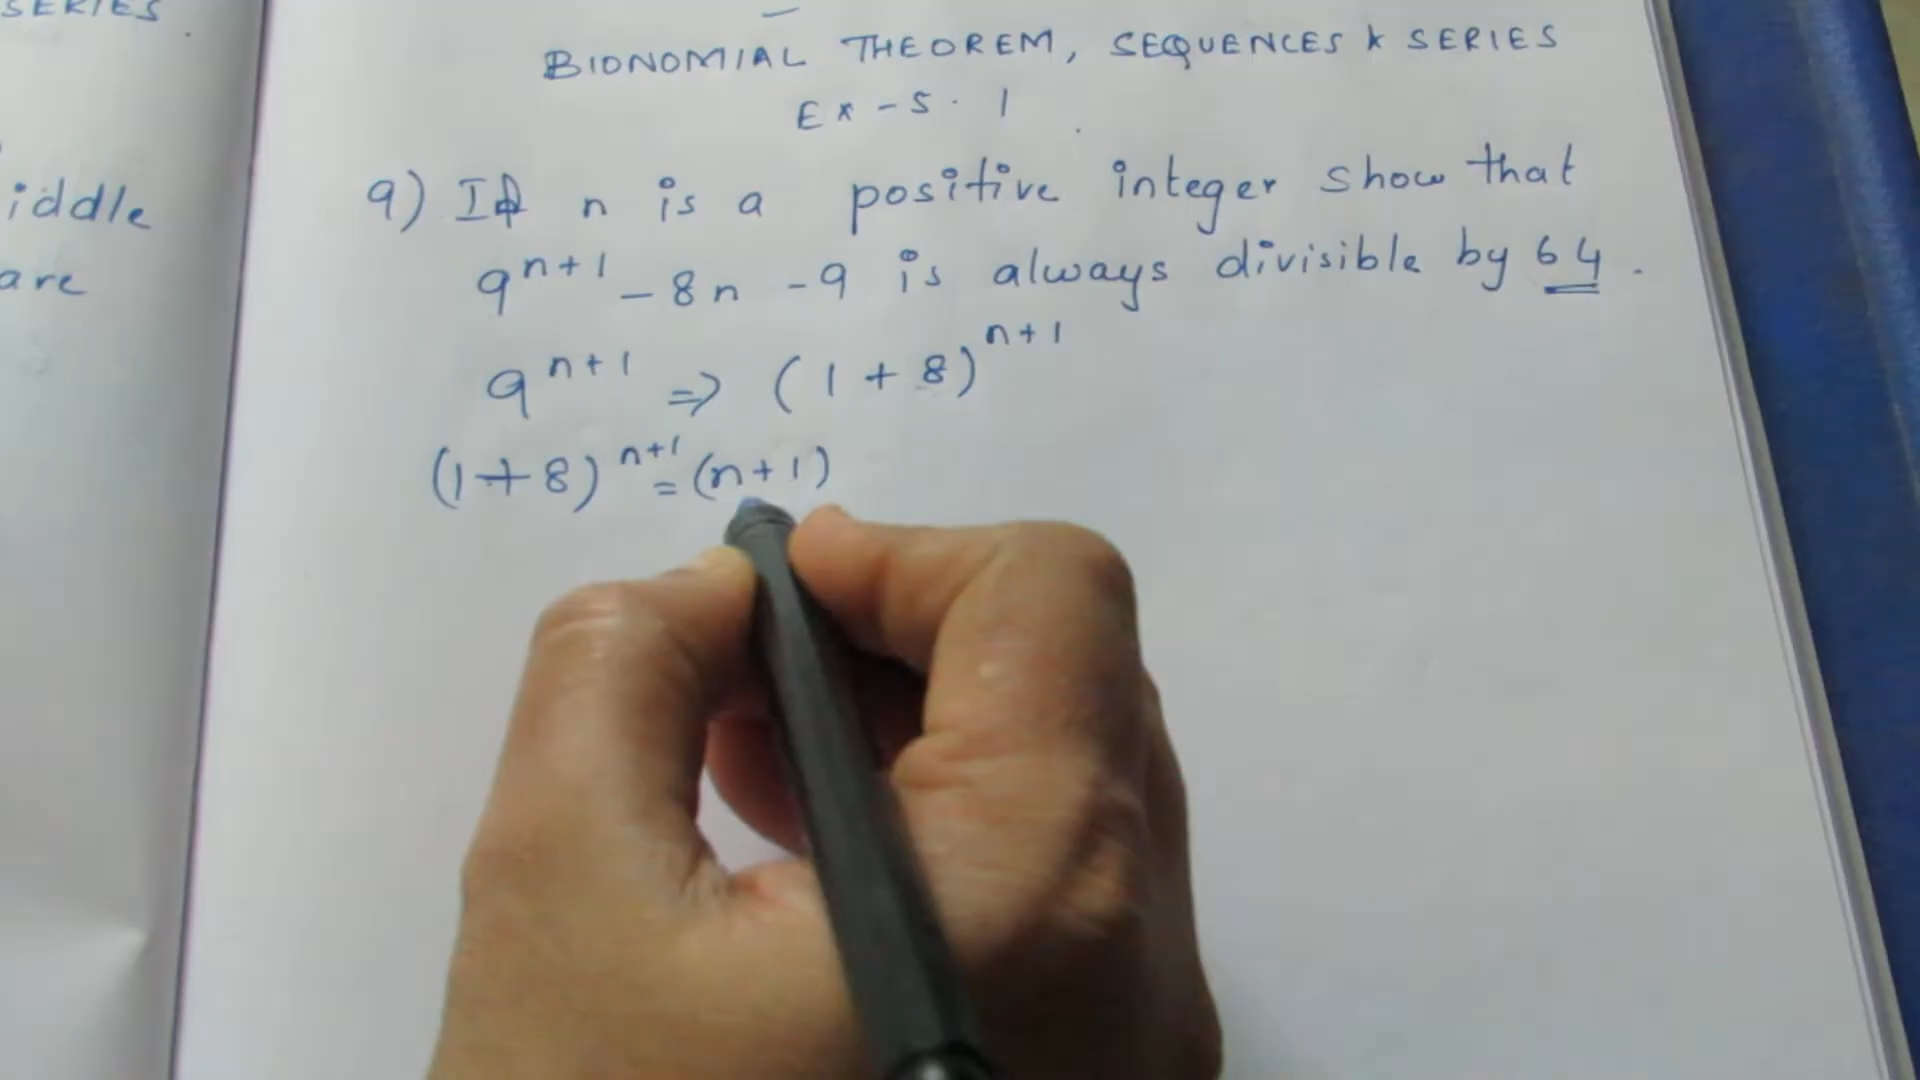 SERIES
iddle
are
BIONOMIAL THEOREM, SEQUENCES & SERIES
Ex - 5.1
9) If n is a positive integer show that
9^{n+1} - 8n - 9 is always divisible by 64.
9^{n+1} ⇒ (1+8)^{n+1}
(1+8)^{n+1} = (n+1)